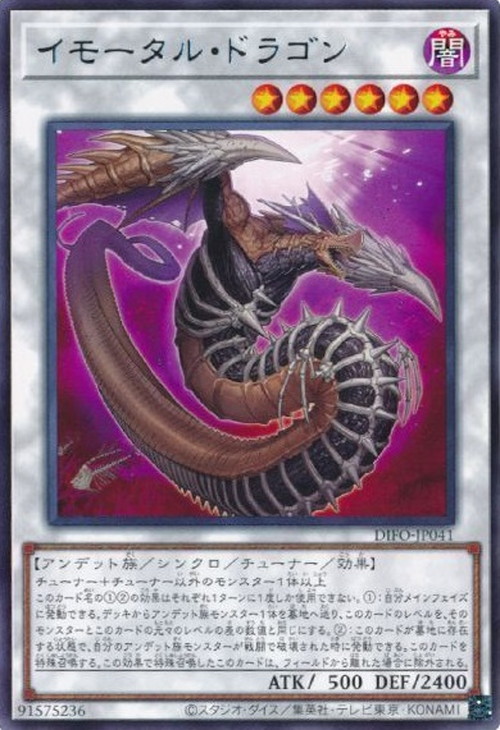 イモータル・ドラゴン
闇
やみ
DIFO-JP041
【アンデット族／シンクロ／チューナー／効果】
チューナー＋チューナー以外のモンスター1体以上
このカード名の①②の効果はそれぞれ1ターンに1度しか使用できない。①：自分メインフェイズ
に発動できる。デッキからアンデット族モンスター1体を墓地へ送り、このカードのレベルを、その
モンスターとこのカードの元々のレベルの差の数値と同じにする。②：このカードが墓地に存在
する状態で、自分のアンデット族モンスターが戦闘で破壊された時に発動できる。このカードを
特殊召喚する。この効果で特殊召喚したこのカードは、フィールドから離れた場合に除外される。
ATK/ 500 DEF/2400
91575236
©スタジオ・ダイス／集英社・テレビ東京・KONAMI